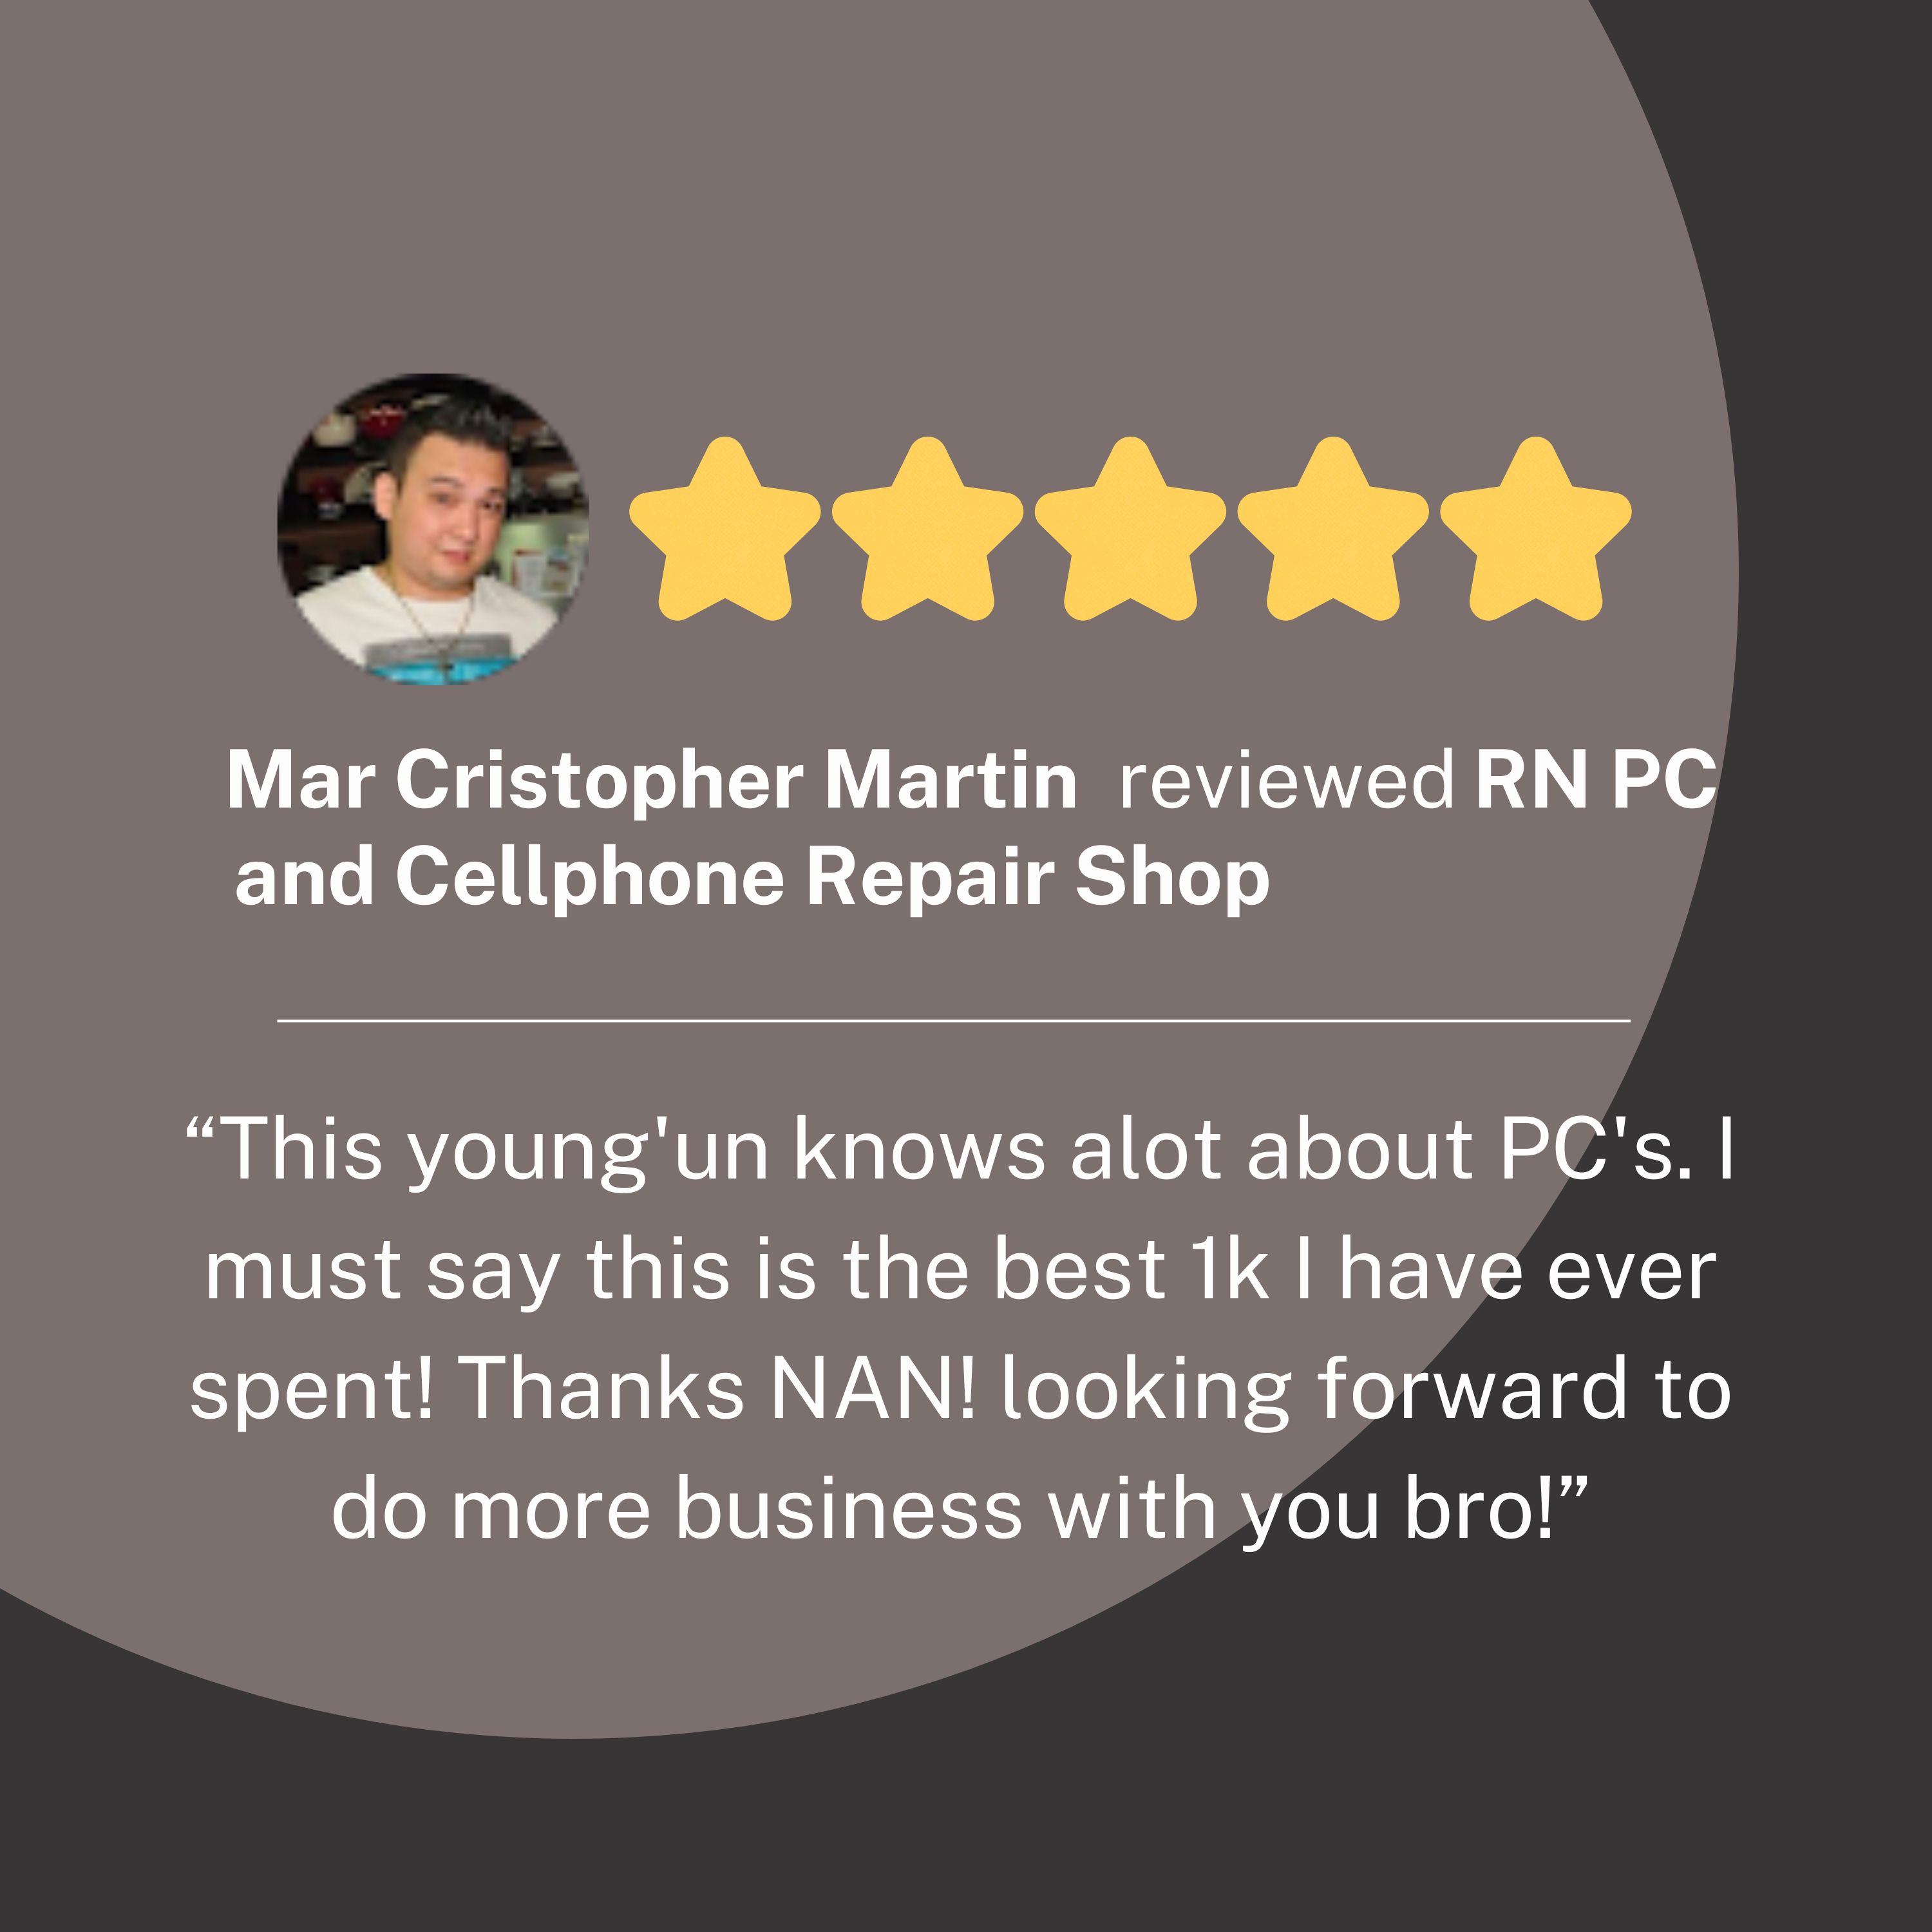 Mar Cristopher Martin reviewed RN PC
and Cellphone Repair Shop
“This young'un knows alot about PC's. I
must say this is the best 1k I have ever
spent! Thanks NAN! looking forward to
do more business with you bro!”